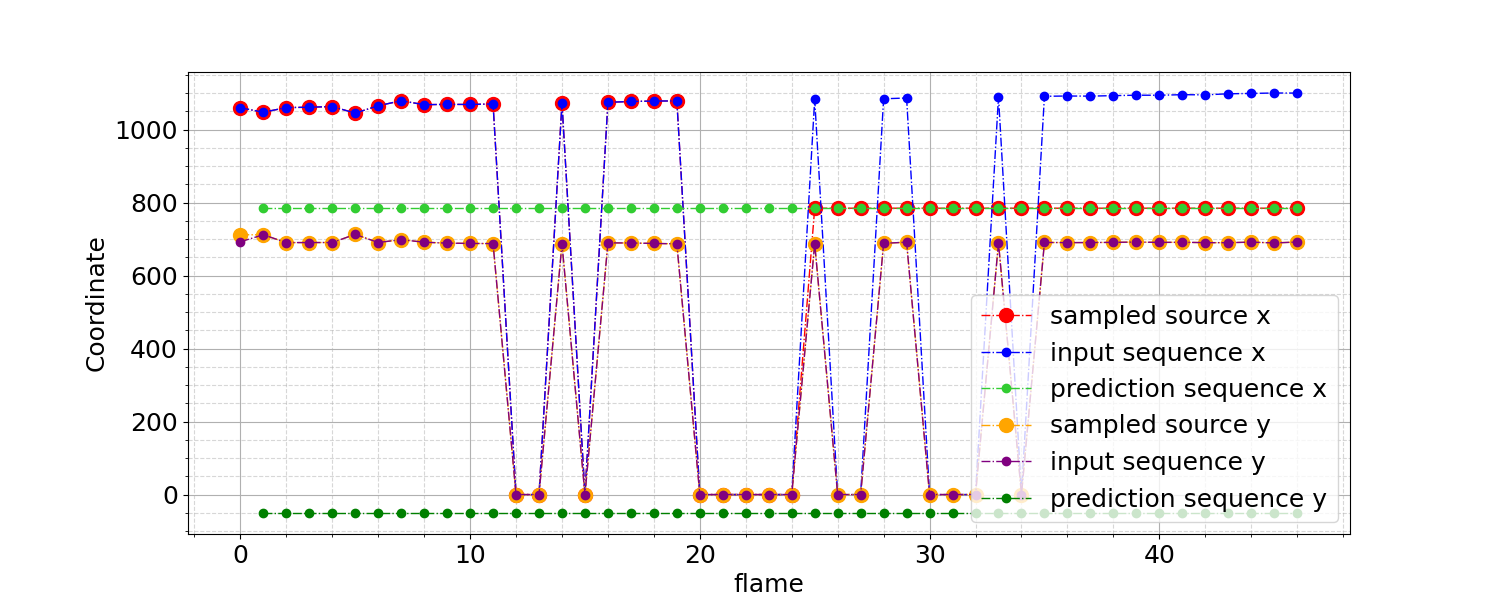 1000
800
600
400
200
0
Coordinate
0 10 20 30 40
flame
sampled source x
input sequence x
prediction sequence x
sampled source y
input sequence y
prediction sequence y